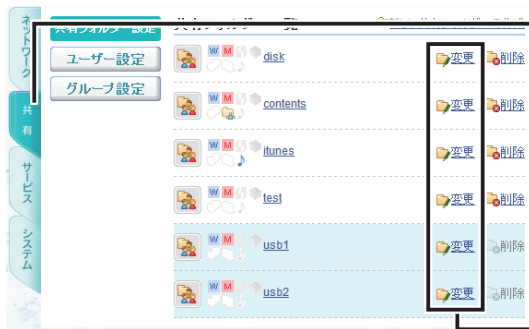 ネットワーク
共有フォルダー設定
ユーザー設定
グループ設定
共有
サービス
システム
W M disk 変更 削除
W M contents 変更 削除
W M itunes 変更 削除
W M test 変更 削除
W M usb1 変更 削除
W M usb2 変更 削除